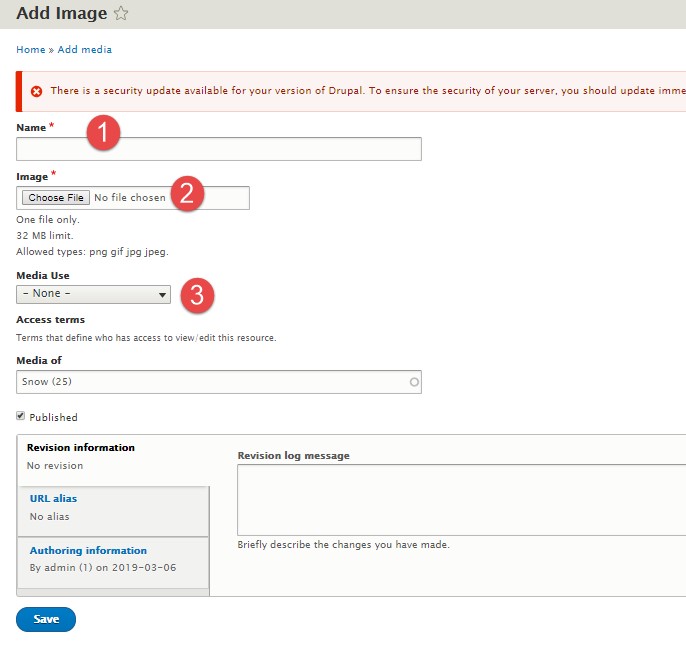 Add Image
Home » Add media
There is a security update available for your version of Drupal. To ensure the security of your server, you should update imme
Name *
1
Image *
Choose File No file chosen
2
One file only.
32 MB limit.
Allowed types: png gif jpg jpeg.
Media Use
- None -
3
Access terms
Terms that define who has access to view/edit this resource.
Media of
Snow (25)
Published
Revision information
No revision
URL alias
No alias
Authoring information
By admin (1) on 2019-03-06
Revision log message
Briefly describe the changes you have made.
Save